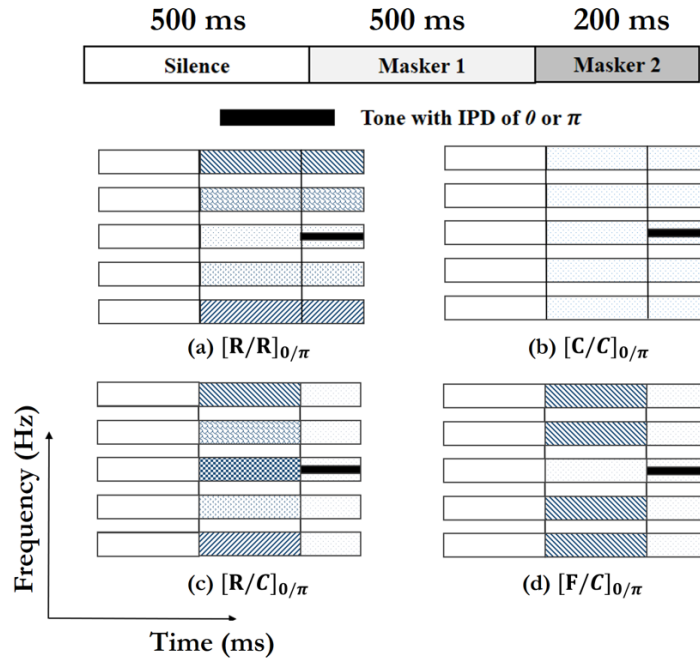 500 ms 500 ms 200 ms
Silence Masker 1 Masker 2
Tone with IPD of 0 or π
(a) [R/R]0/π (b) [C/C]0/π
Frequency (Hz)
(c) [R/C]0/π (d) [F/C]0/π
Time (ms)